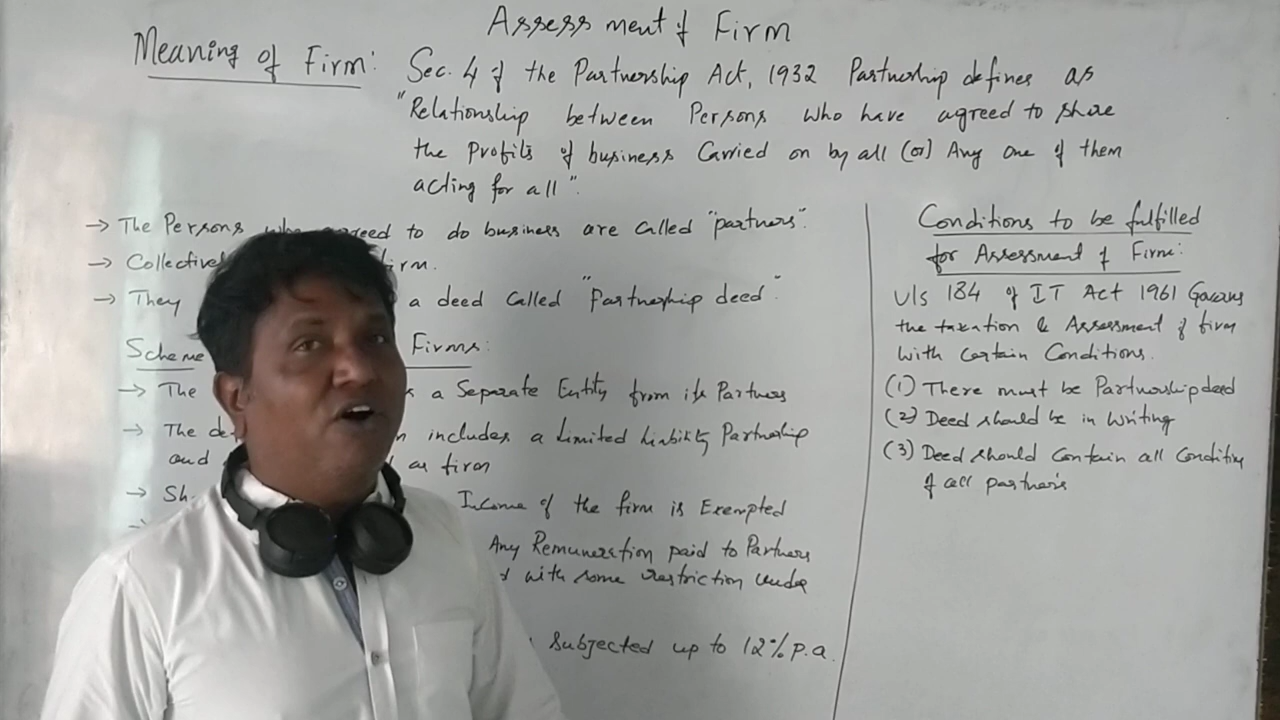 Assessment of Firm
Meaning of Firm: Sec. 4 of the Partnership Act, 1932 Partnership defines as
"Relationship between Persons who have agreed to share
the Profits of business Carried on by all (or) Any one of them
acting for all".
→ The Persons who agreed to do business are called "partners".
→ Collectivel firm.
→ They a deed called "Partnership deed".
Scheme Firms:
→ The a Separate Entity from its Partners
→ The de includes a Limited Liability Partnership
and as firm
→ Sh Income of the firm is Exempted
Any Remuneration paid to Partners
with some restriction under
Subjected up to 12% p.a.
Conditions to be fulfilled
for Assessment of Firm:
U/s 184 of IT Act 1961 Governs
the taxation & Assessment of firm
with certain Conditions.
(1) There must be Partnership deed
(2) Deed should be in writing
(3) Deed should contain all Condition
of all partners